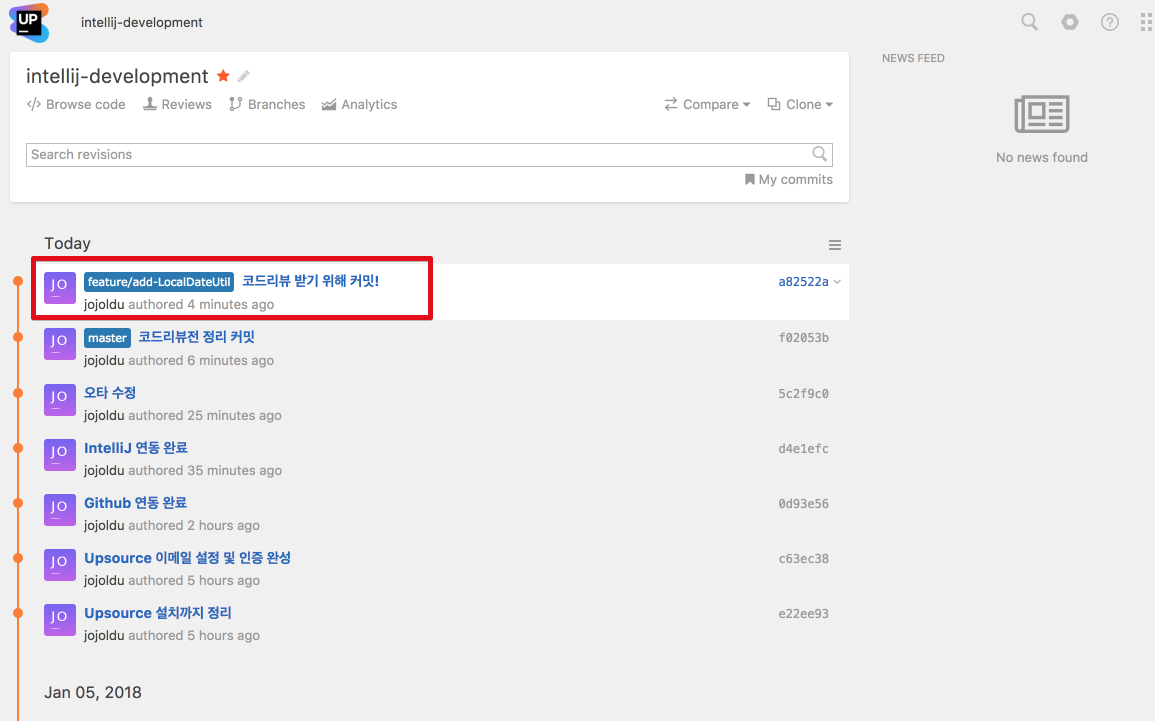 UP
intellij-development
intellij-development
Browse code Reviews Branches Analytics Compare Clone
Search revisions
My commits
NEWS FEED
No news found
Today
JO feature/add-LocalDateUtil 코드리뷰 받기 위해 커밋! a82522a
jojoldu authored 4 minutes ago
JO master 코드리뷰전 정리 커밋 f02053b
jojoldu authored 6 minutes ago
JO 오타 수정 5c2f9c0
jojoldu authored 25 minutes ago
JO IntelliJ 연동 완료 d4e1efc
jojoldu authored 35 minutes ago
JO Github 연동 완료 0d93e56
jojoldu authored 2 hours ago
JO Upsource 이메일 설정 및 인증 완성 c63ec38
jojoldu authored 5 hours ago
JO Upsource 설치까지 정리 e22ee93
jojoldu authored 5 hours ago
Jan 05, 2018